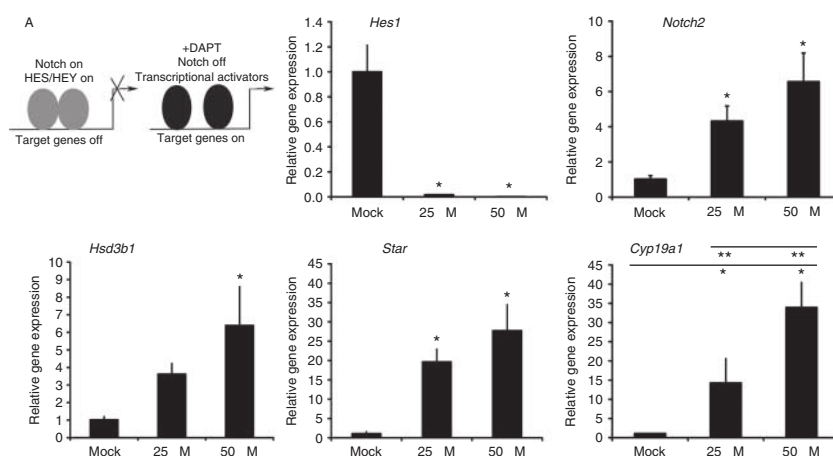 A
Notch on
HES/HEY on
Target genes off
+DAPT
Notch off
Transcriptional activators
Target genes on
Hes1
Relative gene expression
1.4
1.2
1.0
0.8
0.6
0.4
0.2
0.0
*
*
Mock
25 M
50 M
Notch2
Relative gene expression
10
8
6
4
2
0
*
*
Mock
25 M
50 M
Hsd3b1
Relative gene expression
10
9
8
7
6
5
4
3
2
1
0
*
Mock
25 M
50 M
Star
Relative gene expression
45
40
35
30
25
20
15
10
5
0
*
*
Mock
25 M
50 M
Cyp19a1
Relative gene expression
45
40
35
30
25
20
15
10
5
0
**
**
*
*
Mock
25 M
50 M